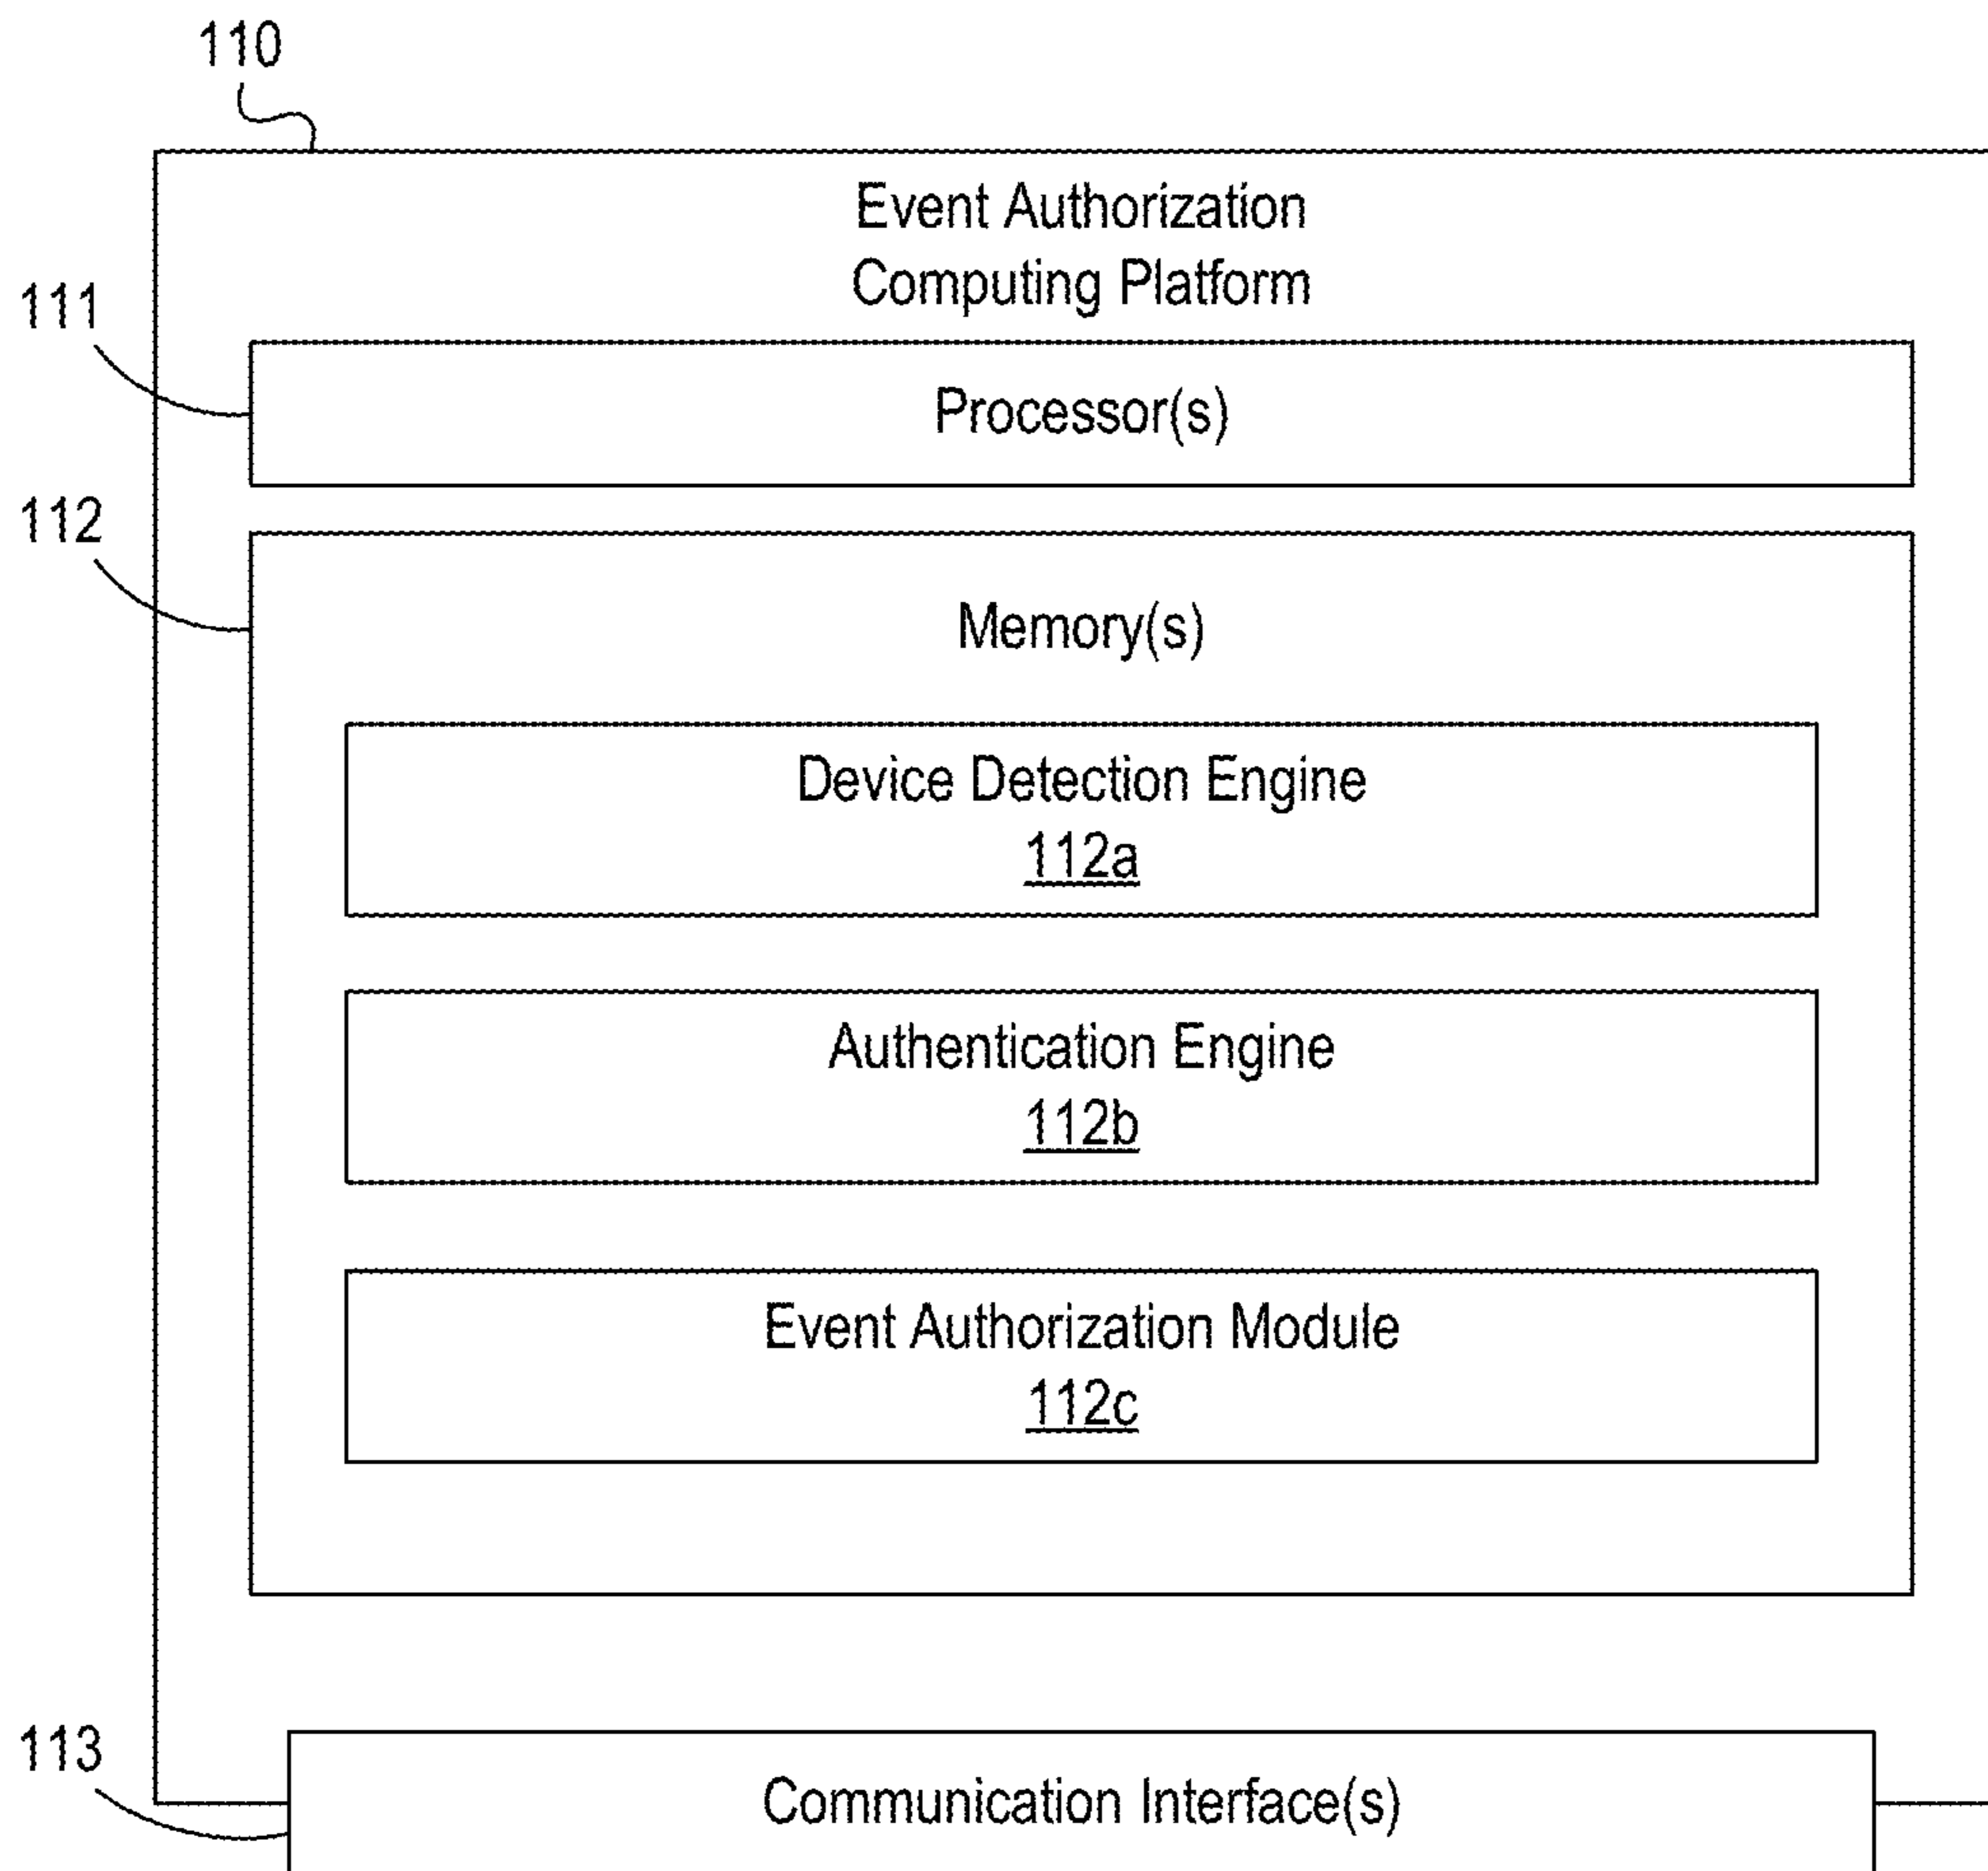 110
Event Authorization
Computing Platform
111
Processor(s)
112
Memory(s)
Device Detection Engine
112a
Authentication Engine
112b
Event Authorization Module
112c
113
Communication Interface(s)